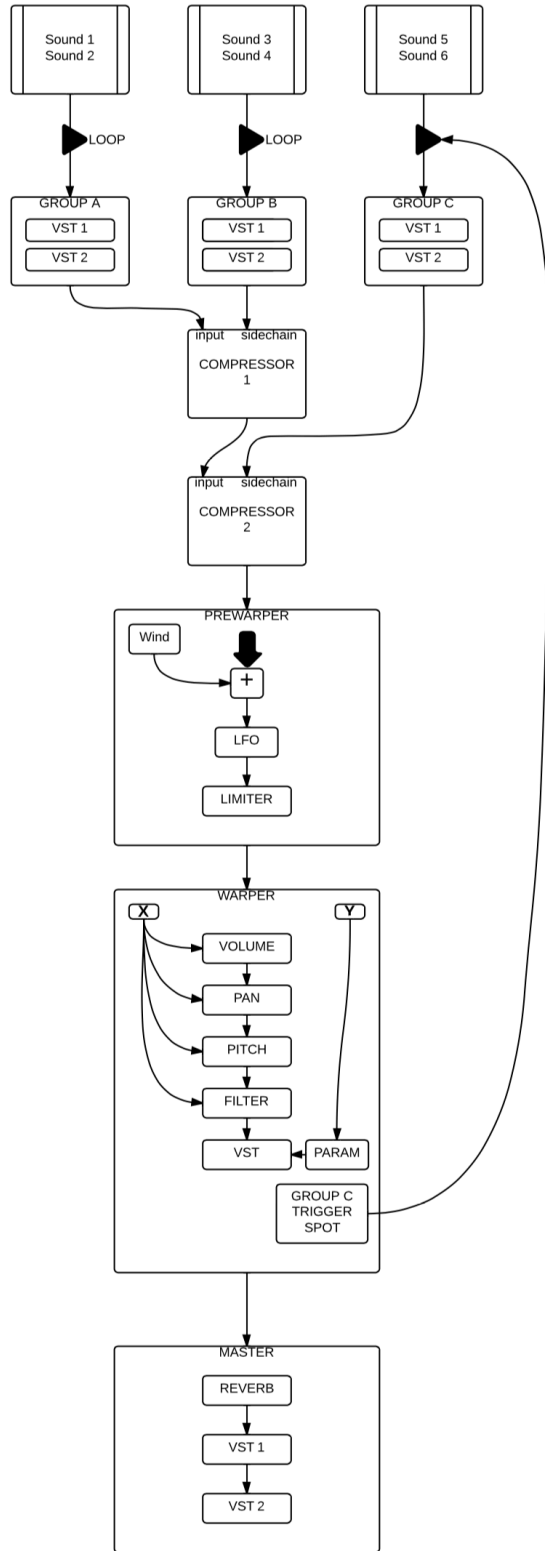 Sound 1
Sound 2
Sound 3
Sound 4
Sound 5
Sound 6
LOOP
LOOP
GROUP A
VST 1
VST 2
GROUP B
VST 1
VST 2
GROUP C
VST 1
VST 2
input sidechain
COMPRESSOR
1
input sidechain
COMPRESSOR
2
PREWARPER
Wind
+
LFO
LIMITER
WARPER
X
Y
VOLUME
PAN
PITCH
FILTER
VST
PARAM
GROUP C
TRIGGER
SPOT
MASTER
REVERB
VST 1
VST 2